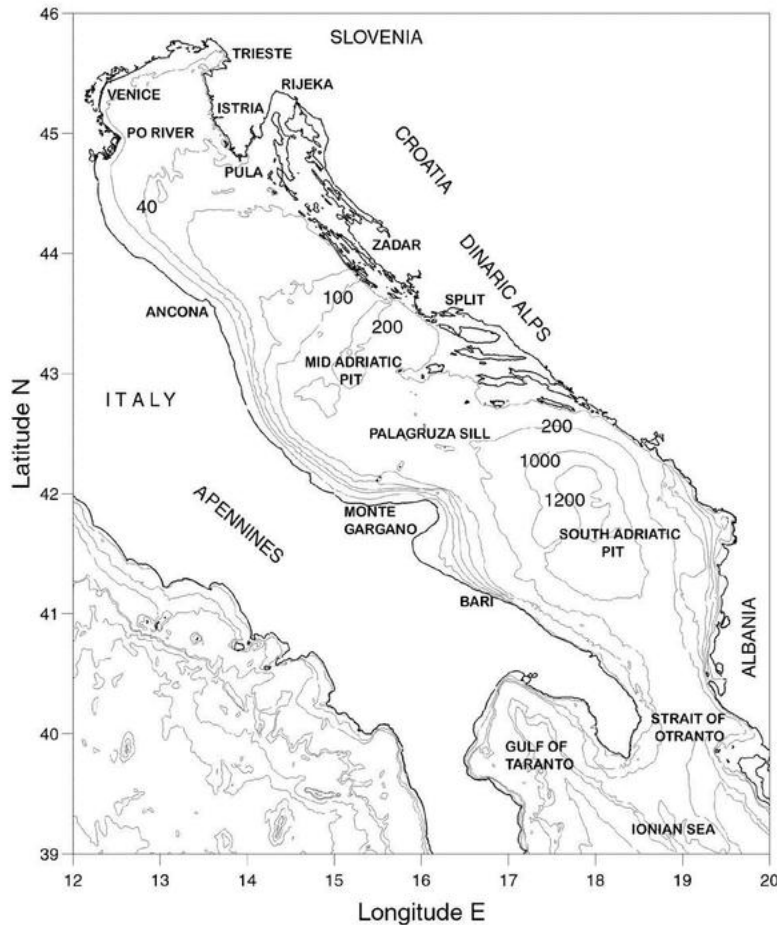 46
45
44
43
42
41
40
39
Latitude N
SLOVENIA
TRIESTE
RIJEKA
VENICE
ISTRIA
PO RIVER
CROATIA
PULA
40
ZADAR
DINARIC ALPS
100
SPLIT
ANCONA
200
MID ADRIATIC
PIT
ITALY
PALAGRUZA SILL
200
1000
1200
APENNINES
MONTE
GARGANO
SOUTH ADRIATIC
PIT
BARI
ALBANIA
STRAIT OF
OTRANTO
GULF OF
TARANTO
IONIAN SEA
12
13
14
15
16
17
18
19
20
Longitude E